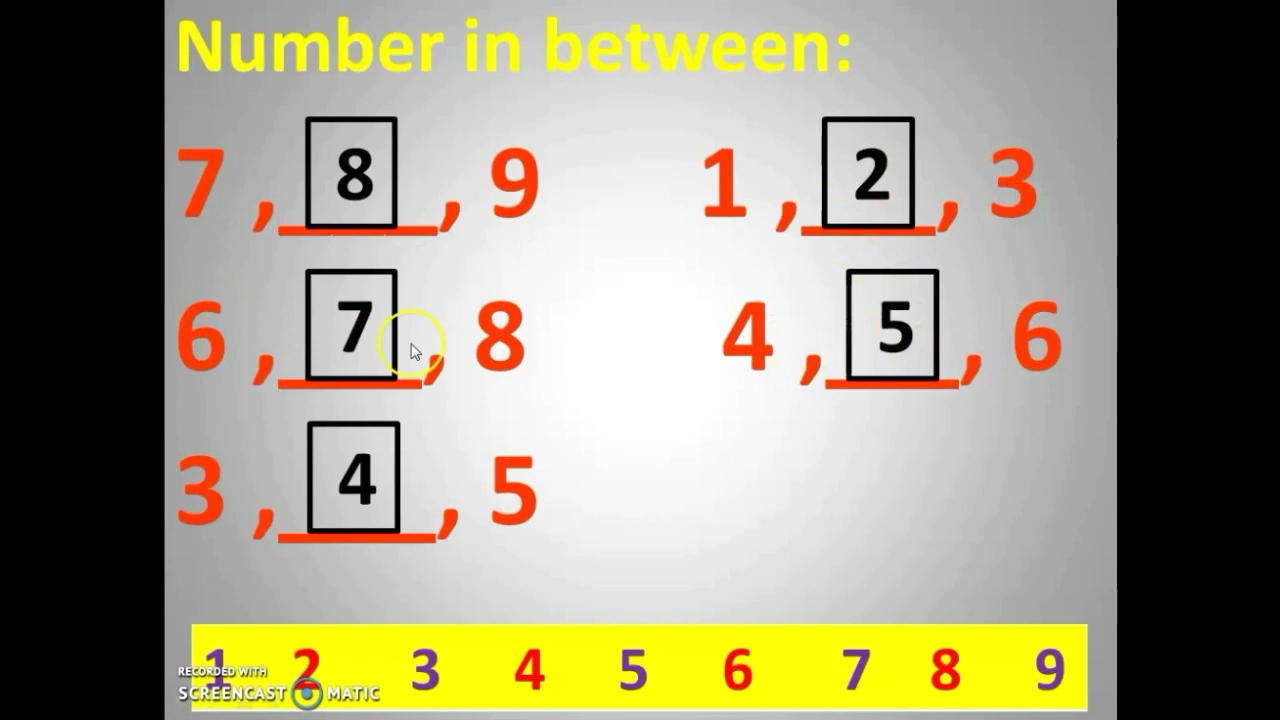 Number in between:
7 , 8 , 9 1 , 2 , 3
6 , 7 , 8 4 , 5 , 6
3 , 4 , 5
1 2 3 4 5 6 7 8 9
RECORDED WITH
SCREENCAST MATIC